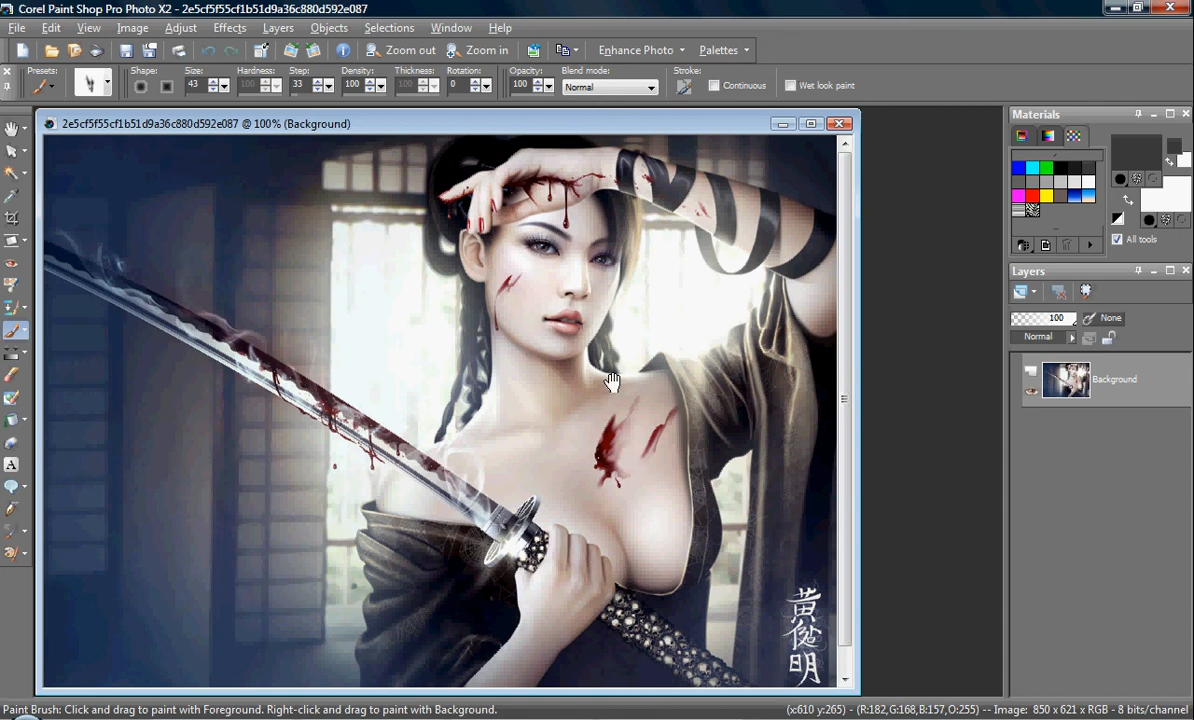 Corel Paint Shop Pro Photo X2 - 2e5cf5f55cf1b51d9a36c880d592e087
File Edit View Image Adjust Effects Layers Objects Selections Window Help
Zoom out Zoom in Enhance Photo Palettes
Presets: Shape: Size: Hardness: Step: Density: Thickness: Rotation: Opacity: Blend mode: Stroke:
43 100 33 100 100 0 100 Normal Continuous Wet look paint
2e5cf5f55cf1b51d9a36c880d592e087 @ 100% (Background)
Materials
All tools
Layers
100 None
Normal
Background
黃
俊
明
Paint Brush: Click and drag to paint with Foreground. Right-click and drag to paint with Background.
(x:610 y:265) - (R:182,G:168,B:157,O:255) -- Image: 850 x 621 x RGB - 8 bits/channel